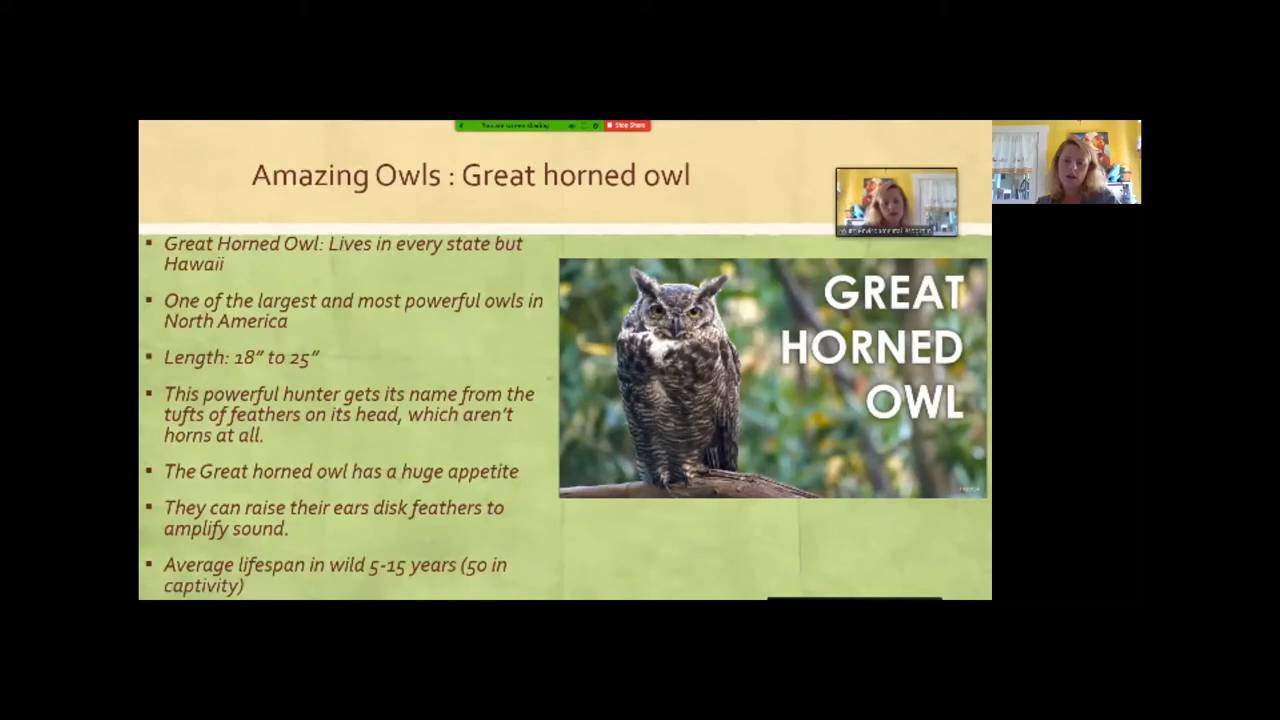 You are screen sharing
Stop Share
Amazing Owls : Great horned owl
▪ Great Horned Owl: Lives in every state but
Hawaii
▪ One of the largest and most powerful owls in
North America
▪ Length: 18” to 25”
▪ This powerful hunter gets its name from the
tufts of feathers on its head, which aren’t
horns at all.
▪ The Great horned owl has a huge appetite
▪ They can raise their ears disk feathers to
amplify sound.
▪ Average lifespan in wild 5-15 years (50 in
captivity)
GREAT
HORNED
OWL